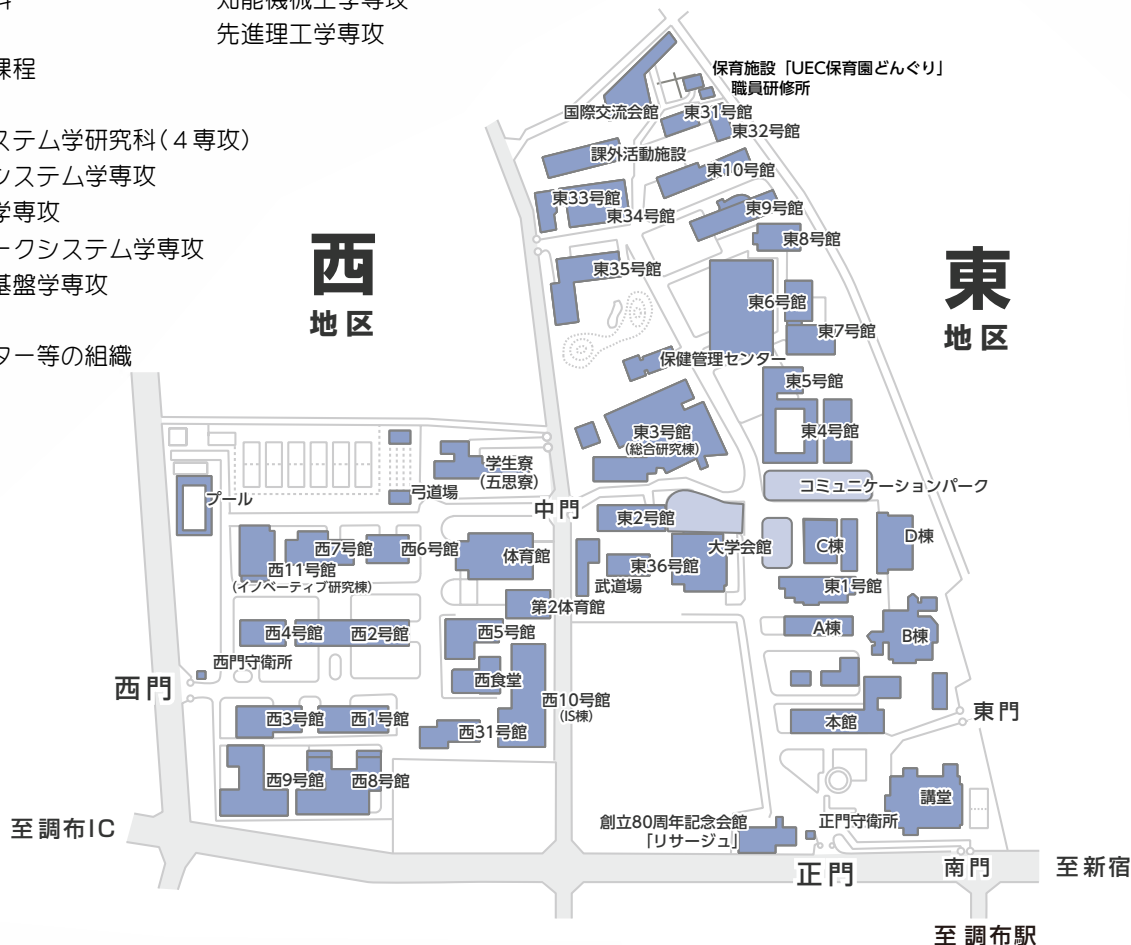 知能機械工学専攻
先進理工学専攻
課程
ステム学研究科(4専攻)
システム学専攻
学専攻
ークシステム学専攻
基盤学専攻
ター等の組織
保育施設「UEC保育園どんぐり」
職員研修所
国際交流会館
東31号館
東32号館
課外活動施設
東10号館
東33号館
東34号館
東9号館
東8号館
東35号館
西
地区
東
地区
東6号館
東7号館
保健管理センター
東5号館
東3号館
(総合研究棟)
東4号館
学生寮
(五思寮)
コミュニケーションパーク
プール
弓道場
中門
東2号館
大学会館
C棟
D棟
西7号館
西6号館
体育館
西11号館
(イノベーティブ研究棟)
東36号館
武道場
東1号館
第2体育館
西4号館
西2号館
西5号館
A棟
B棟
西門守衛所
西門
西食堂
西10号館
(IS棟)
西3号館
西1号館
西31号館
本館
東門
西9号館
西8号館
講堂
至調布IC
創立80周年記念会館
「リサージュ」
正門守衛所
正門
南門
至新宿
至 調布駅